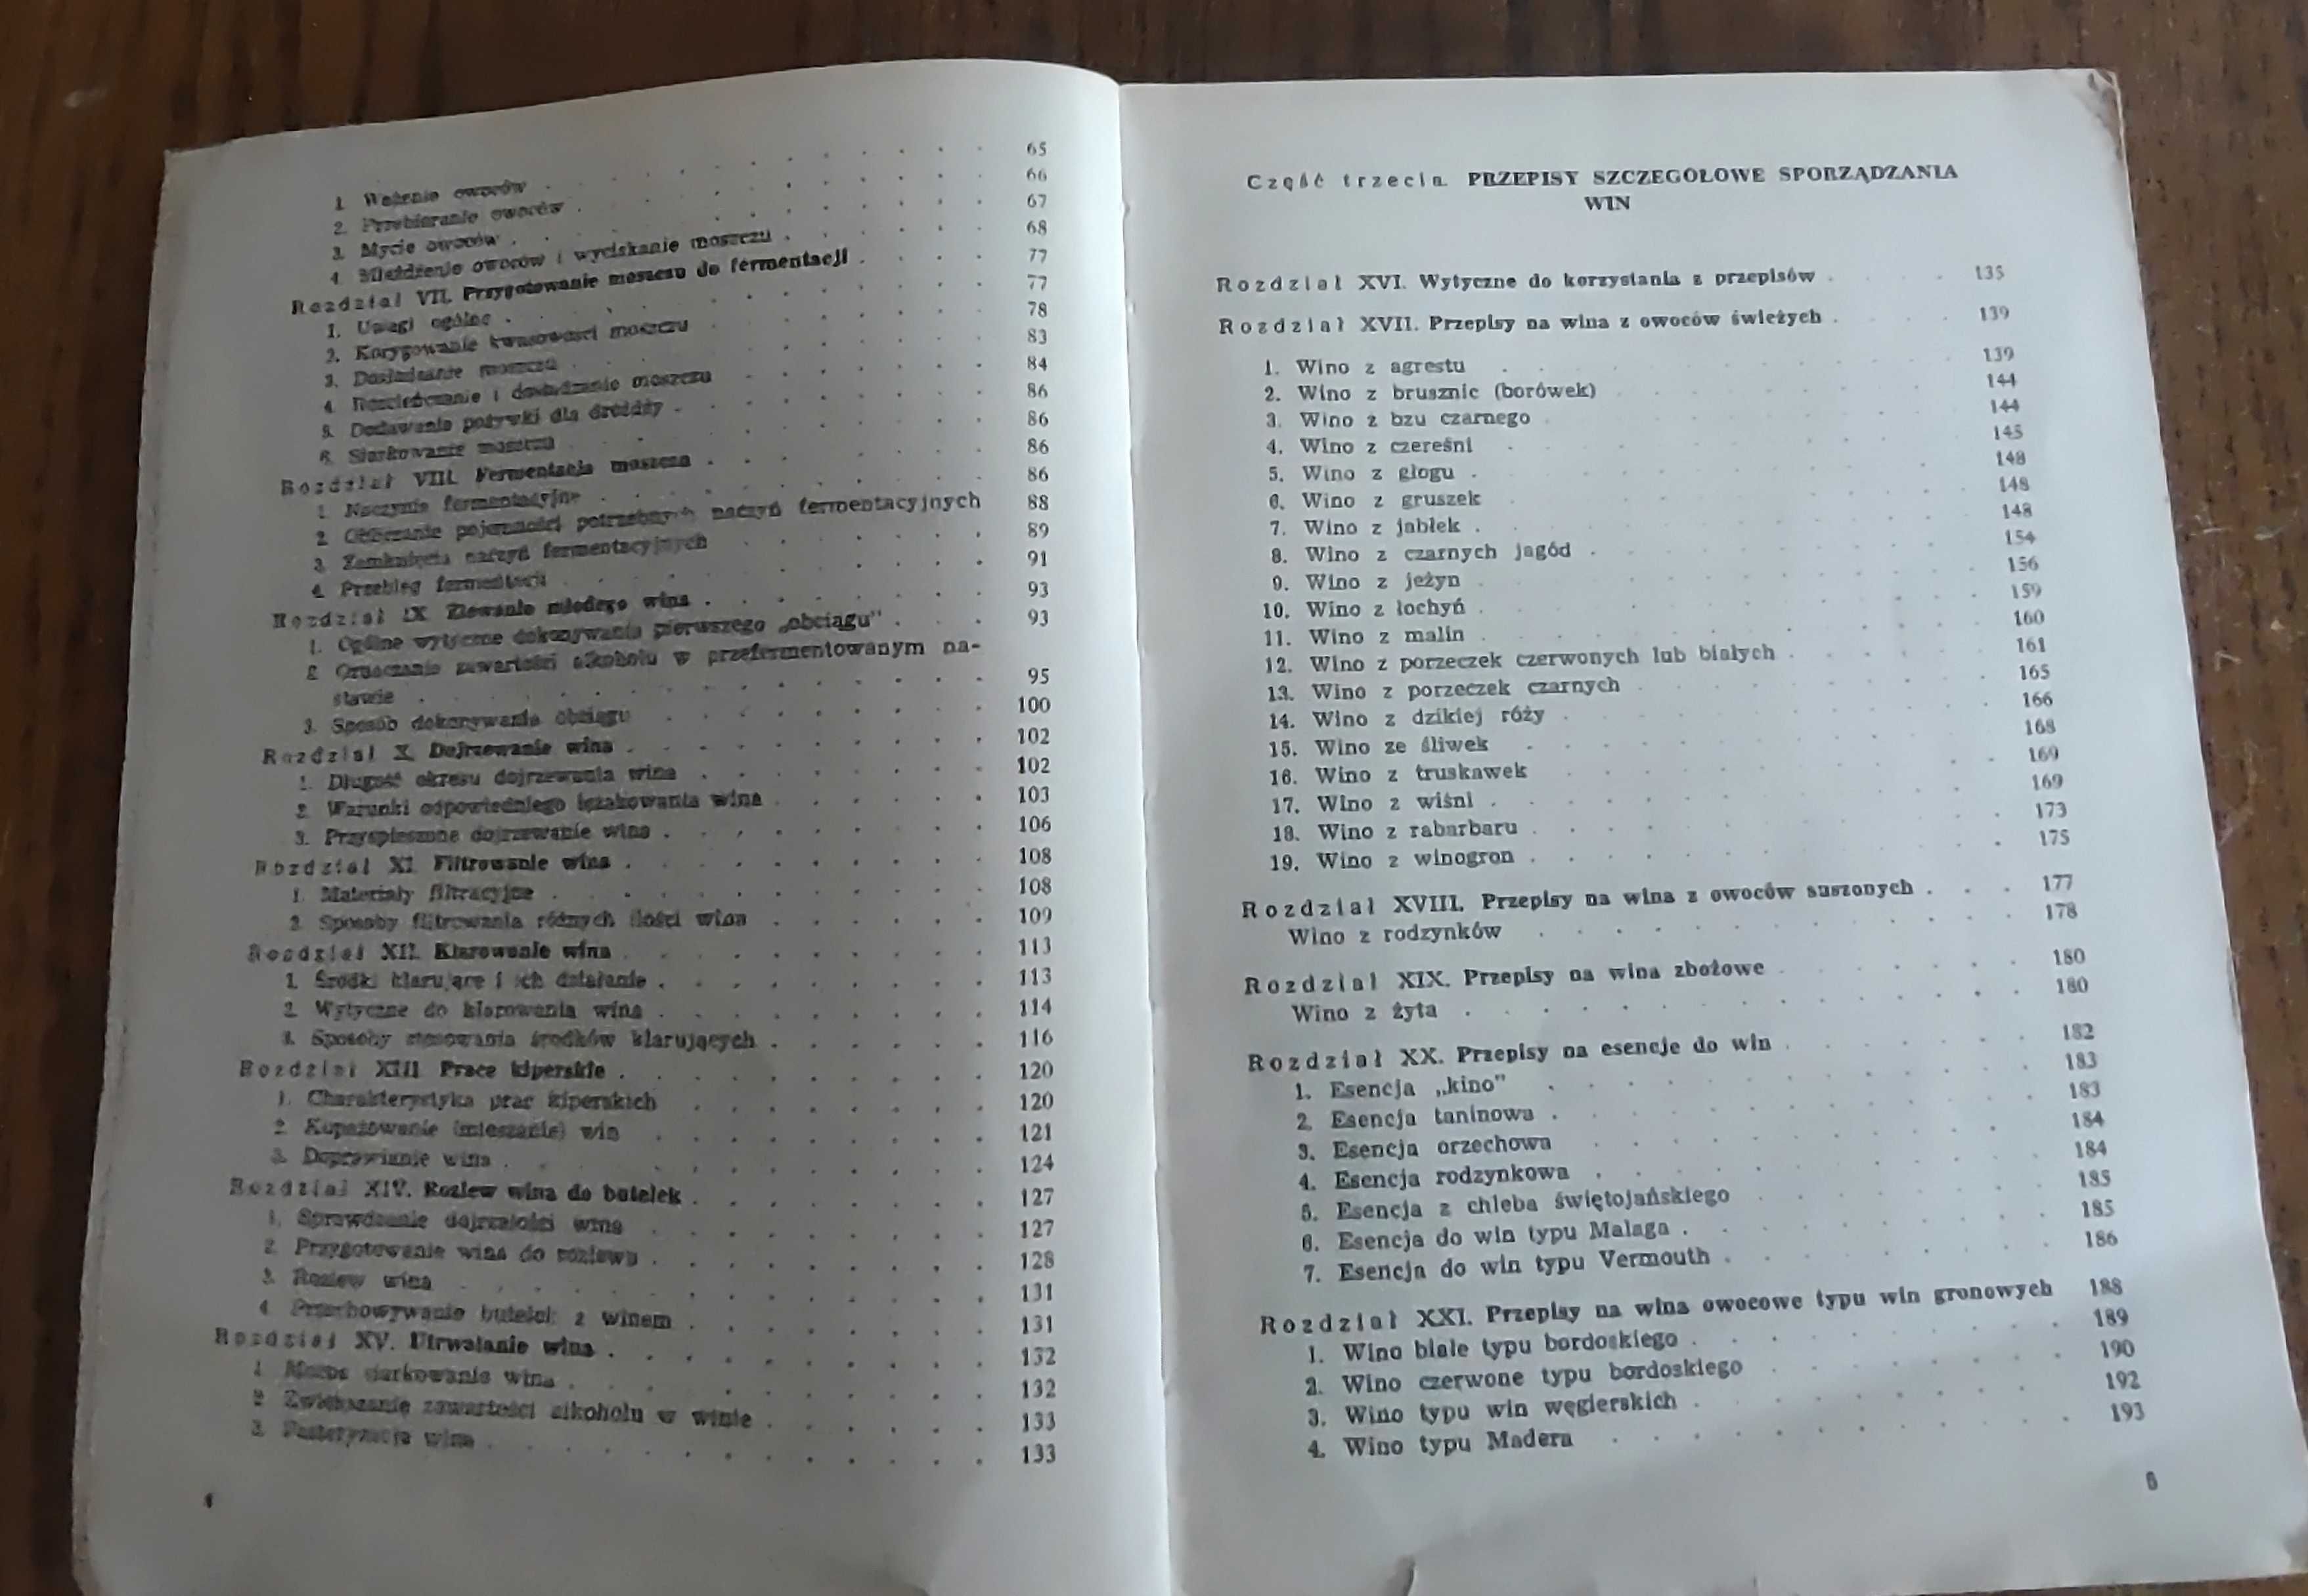 1. Ważenie owoców . 65
2. Przebieranie owoców . 66
3. Mycie owoców . 67
4. Miażdżenie owoców i wyciskanie moszczu . 68
Rozdział VII. Przygotowanie moszczu do fermentacji . 77
1. Uwagi ogólne . 77
2. Korygowanie kwasowości moszczu 78
3. Dosładzanie moszczu . 83
4. Rozcieńczanie i dosładzanie moszczu 84
5. Dodawanie pożywki dla drożdży . 86
6. Siarkowanie moszczu . 86
Rozdział VIII. Fermentacja moszczu . 86
1. Naczynia fermentacyjne . 86
2. Obliczanie pojemności potrzebnych naczyń fermentacyjnych 88
3. Zamknięcia naczyń fermentacyjnych 89
4. Przebieg fermentacji . 91
Rozdział IX. Zlewanie młodego wina . 93
1. Ogólne wytyczne dokonywania pierwszego „obciągu" . 93
2. Oznaczanie zawartości alkoholu w przefermentowanym na-
stawie . 95
3. Sposób dokonywania obciągu 100
Rozdział X. Dojrzewanie wina . 102
1. Długość okresu dojrzewania wina . 102
2. Warunki odpowiedniego leżakowania wina . 103
3. Przyspieszone dojrzewanie wina . 106
Rozdział XI. Filtrowanie wina . 108
1. Materiały filtracyjne . 108
2. Sposoby filtrowania różnych ilości wina 109
Rozdział XII. Klarowanie wina . 113
1. Środki klarujące i ich działanie . 113
2. Wytyczne do klarowania wina . 114
3. Sposoby stosowania środków klarujących . 116
Rozdział XIII. Prace kiperskie . 120
1. Charakterystyka prac kiperskich 120
2. Kupażowanie (mieszanie) win 121
3. Doprawianie wina . 124
Rozdział XIV. Rozlew wina do butelek . 127
1. Sprawdzanie dojrzałości wina 127
2. Przygotowanie wina do rozlewu . 128
3. Rozlew wina 131
4. Przechowywanie butelek z winem . 131
Rozdział XV. Utrwalanie wina . 132
1. Mocne siarkowanie wina . 132
2. Zwiększanie zawartości alkoholu w winie . 133
3. Pasteryzacja wina . 133
4
Część trzecia. PRZEPISY SZCZEGÓŁOWE SPORZĄDZANIA
WIN
Rozdział XVI. Wytyczne do korzystania z przepisów . 135
Rozdział XVII. Przepisy na wina z owoców świeżych . 139
1. Wino z agrestu 139
2. Wino z brusznic (borówek) 144
3. Wino z bzu czarnego 144
4. Wino z czereśni 145
5. Wino z głogu . 148
6. Wino z gruszek 148
7. Wino z jabłek . 148
8. Wino z czarnych jagód . 154
9. Wino z jeżyn 156
10. Wino z łochyń . 159
11. Wino z malin 160
12. Wino z porzeczek czerwonych lub białych . 161
13. Wino z porzeczek czarnych 165
14. Wino z dzikiej róży . 166
15. Wino ze śliwek 168
16. Wino z truskawek 169
17. Wino z wiśni . 169
18. Wino z rabarbaru . 173
19. Wino z winogron . 175
Rozdział XVIII. Przepisy na wina z owoców suszonych . 177
Wino z rodzynków 178
Rozdział XIX. Przepisy na wina zbożowe 180
Wino z żyta . 180
Rozdział XX. Przepisy na esencje do win . 182
1. Esencja „kino" 183
2. Esencja taninowa . 183
3. Esencja orzechowa 184
4. Esencja rodzynkowa . 184
5. Esencja z chleba świętojańskiego 185
6. Esencja do win typu Malaga . 185
7. Esencja do win typu Vermouth . 186
Rozdział XXI. Przepisy na wina owocowe typu win gronowych 188
1. Wino białe typu bordoskiego . 189
2. Wino czerwone typu bordoskiego 190
3. Wino typu win węgierskich . 192
4. Wino typu Madera 193